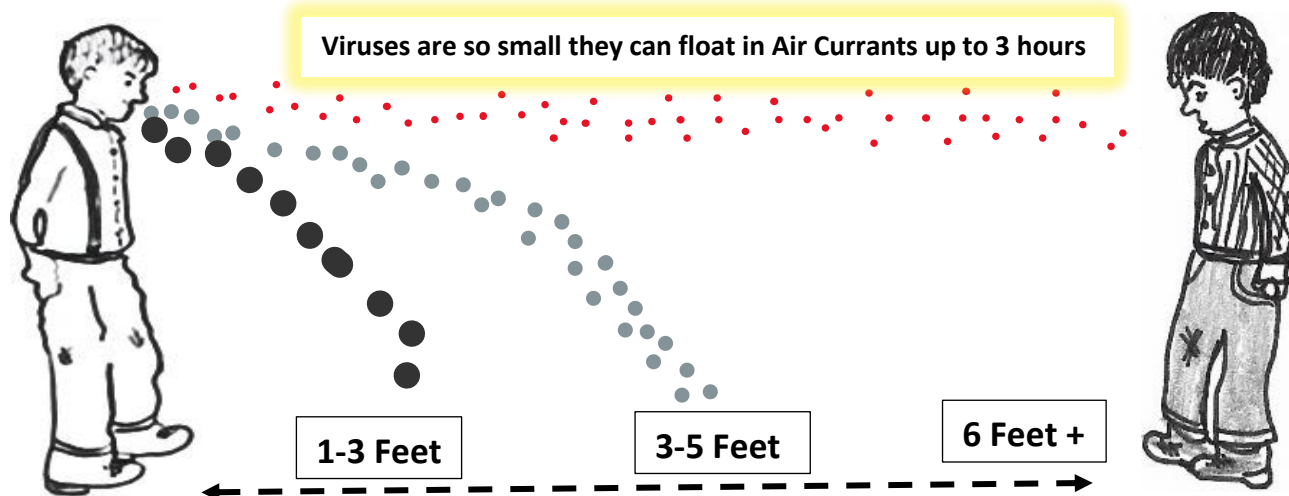 Viruses are so small they can float in Air Currants up to 3 hours
1-3 Feet
3-5 Feet
6 Feet +